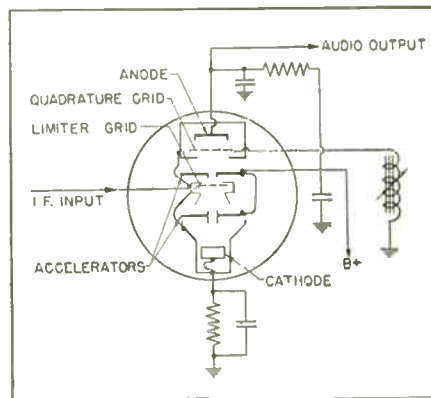 AUDIO OUTPUT
ANODE
QUADRATURE GRID
LIMITER GRID
I.F. INPUT
ACCELERATORS
CATHODE
B+